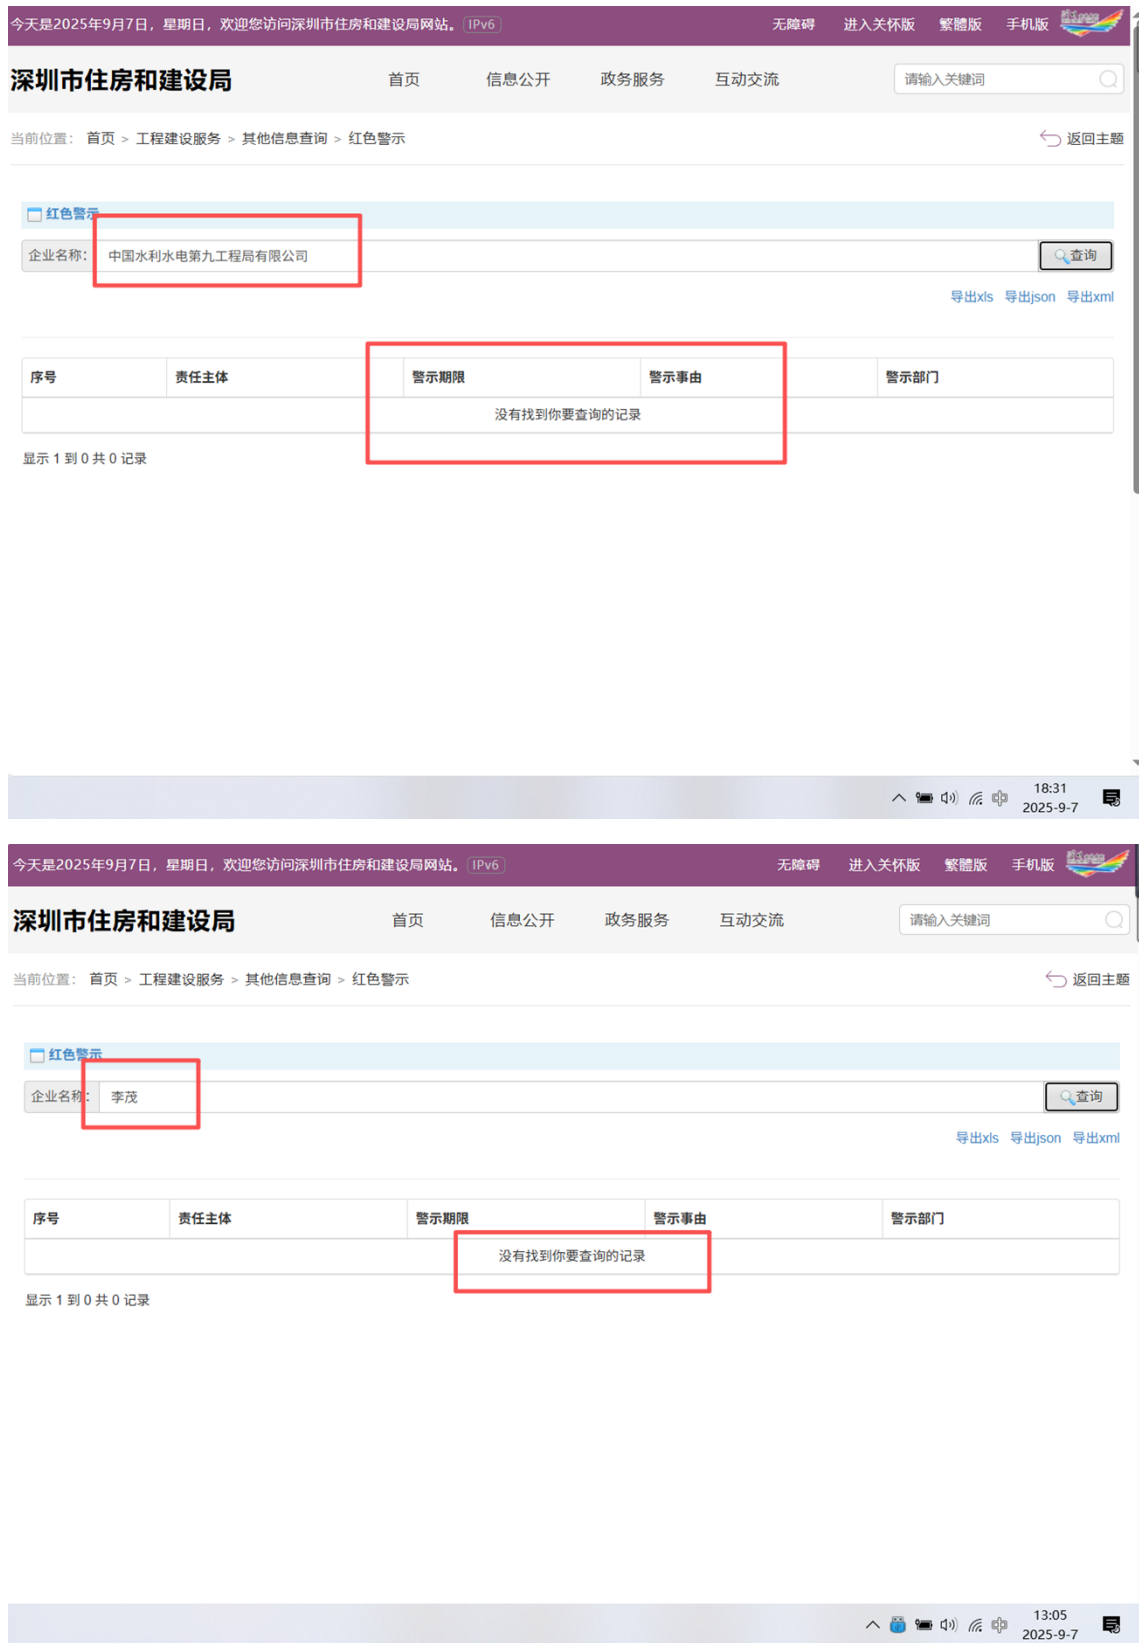 今天是2025年9月7日，星期日，欢迎您访问深圳市住房和建设局网站。 IPv6 无障碍 进入关怀版 繁體版 手机版
深圳市住房和建设局 首页 信息公开 政务服务 互动交流 请输入关键词
当前位置： 首页 > 工程建设服务 > 其他信息查询 > 红色警示 返回主题
红色警示
企业名称： 中国水利水电第九工程局有限公司 查询
导出xls 导出json 导出xml
序号 责任主体 警示期限 警示事由 警示部门
没有找到你要查询的记录
显示 1 到 0 共 0 记录
18:31
2025-9-7
今天是2025年9月7日，星期日，欢迎您访问深圳市住房和建设局网站。 IPv6 无障碍 进入关怀版 繁體版 手机版
深圳市住房和建设局 首页 信息公开 政务服务 互动交流 请输入关键词
当前位置： 首页 > 工程建设服务 > 其他信息查询 > 红色警示 返回主题
红色警示
企业名称： 李茂 查询
导出xls 导出json 导出xml
序号 责任主体 警示期限 警示事由 警示部门
没有找到你要查询的记录
显示 1 到 0 共 0 记录
13:05
2025-9-7